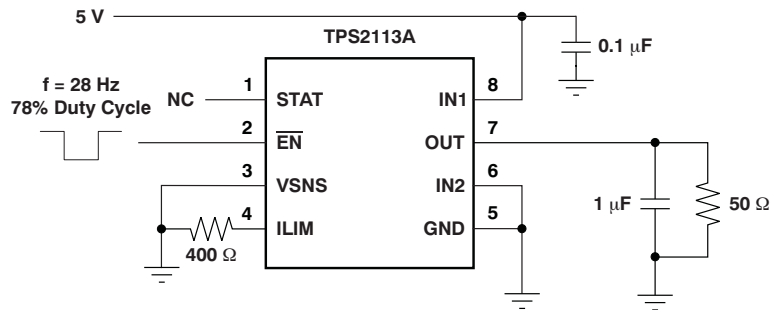 5 V
TPS2113A
0.1 μF
f = 28 Hz
78% Duty Cycle
NC
1
STAT
IN1
8
2
EN
OUT
7
3
VSNS
IN2
6
1 μF
50 Ω
4
ILIM
GND
5
400 Ω